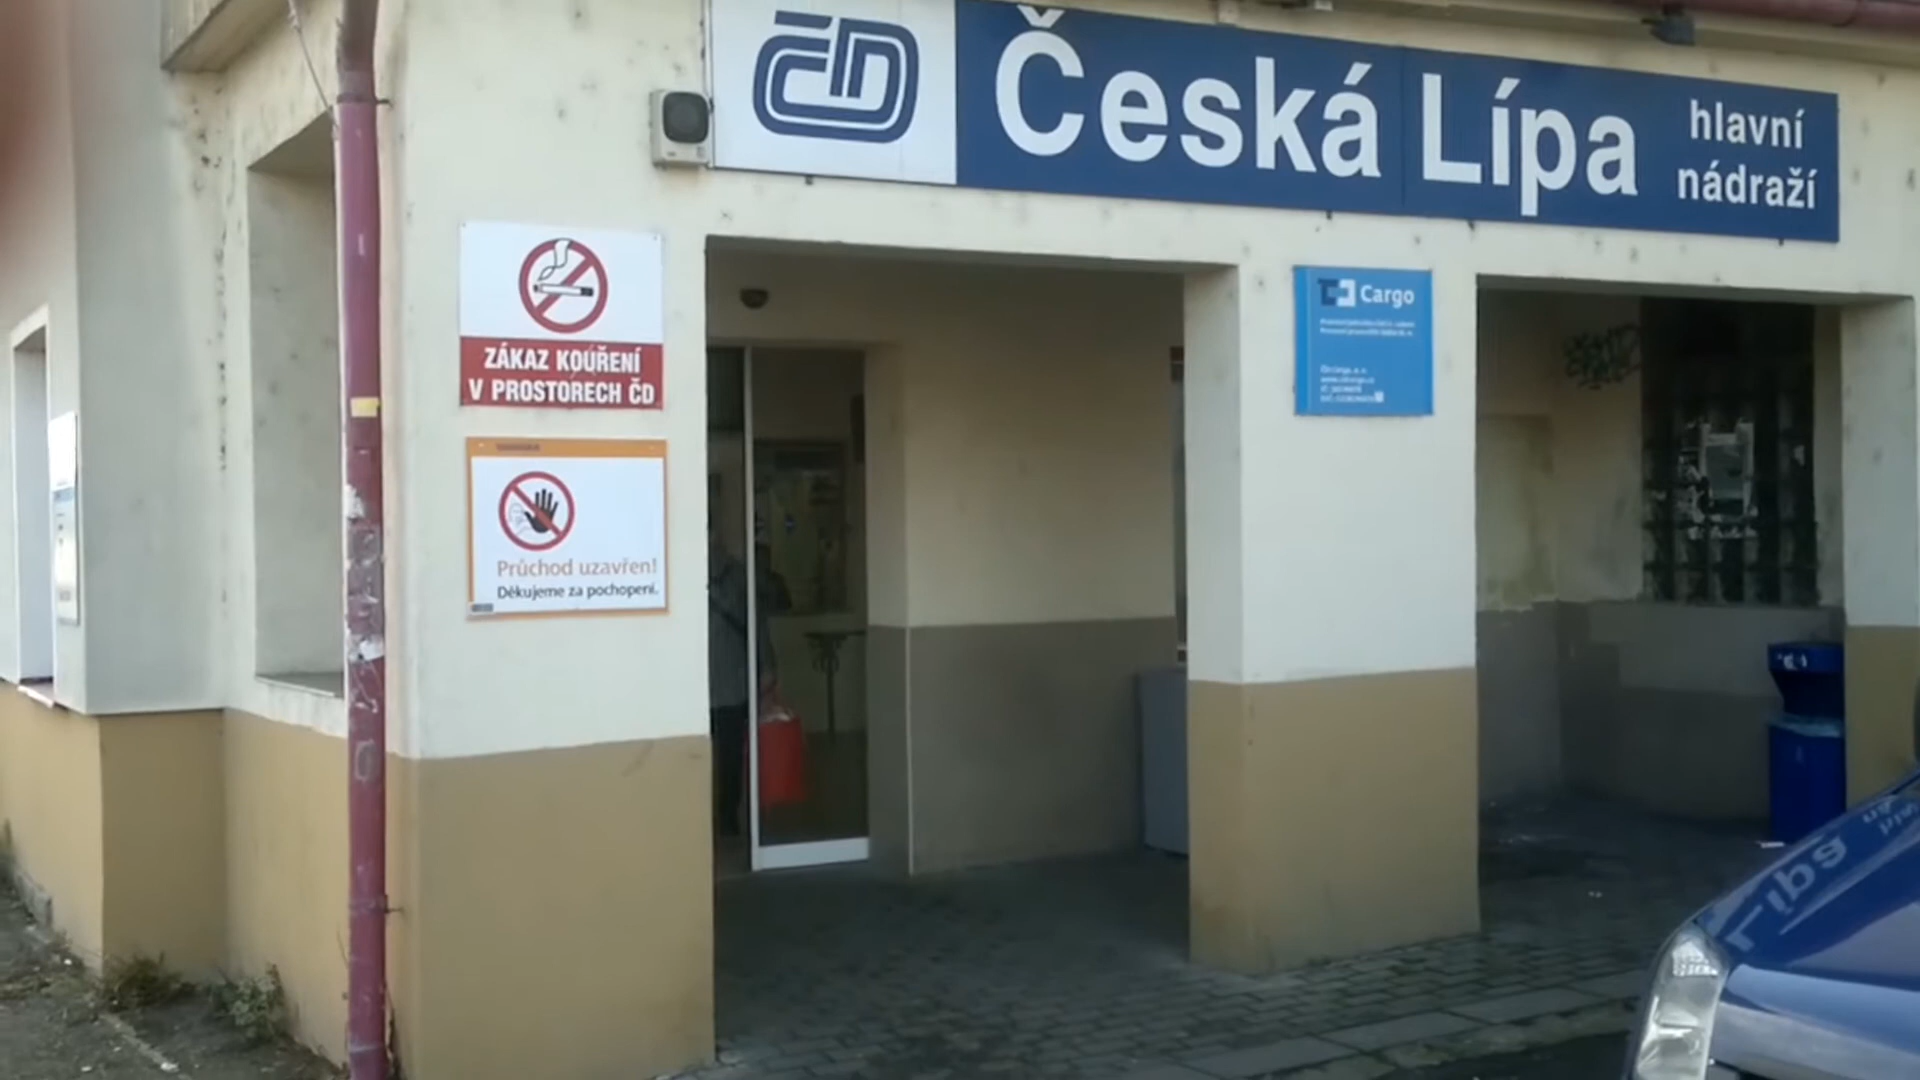 ČD
Česká Lípa
hlavní
nádraží
ZÁKAZ KOUŘENÍ
V PROSTORECH ČD
Cargo
Průchod uzavřen!
Děkujeme za pochopení.